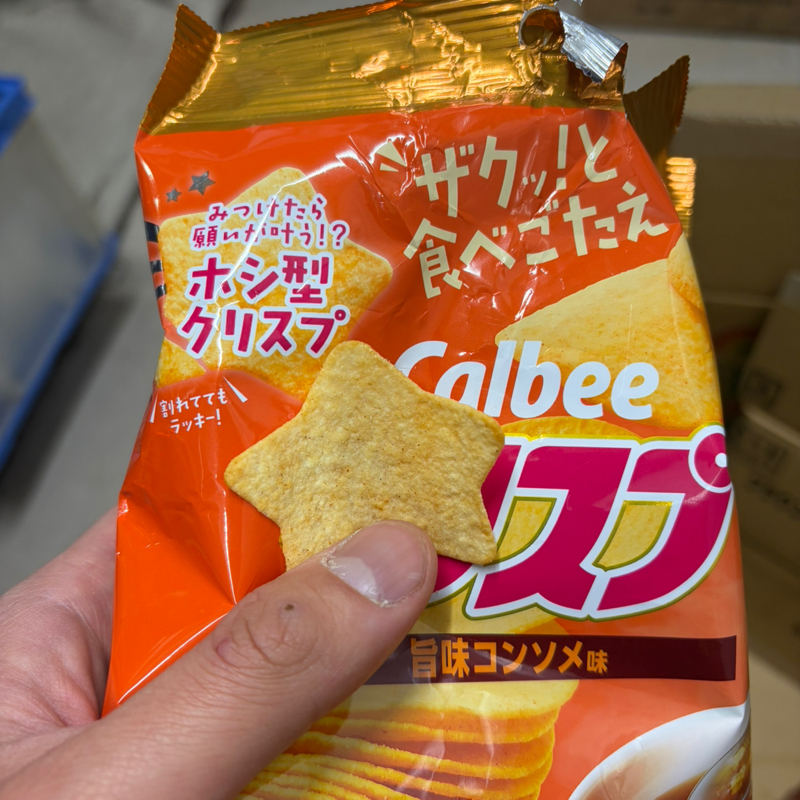 みつけたら
願いが叶う!?
ホシ型
クリスプ
割れてても
ラッキー!
ザクッ!と
食べごたえ
Calbee
スプ
旨味コンソメ味